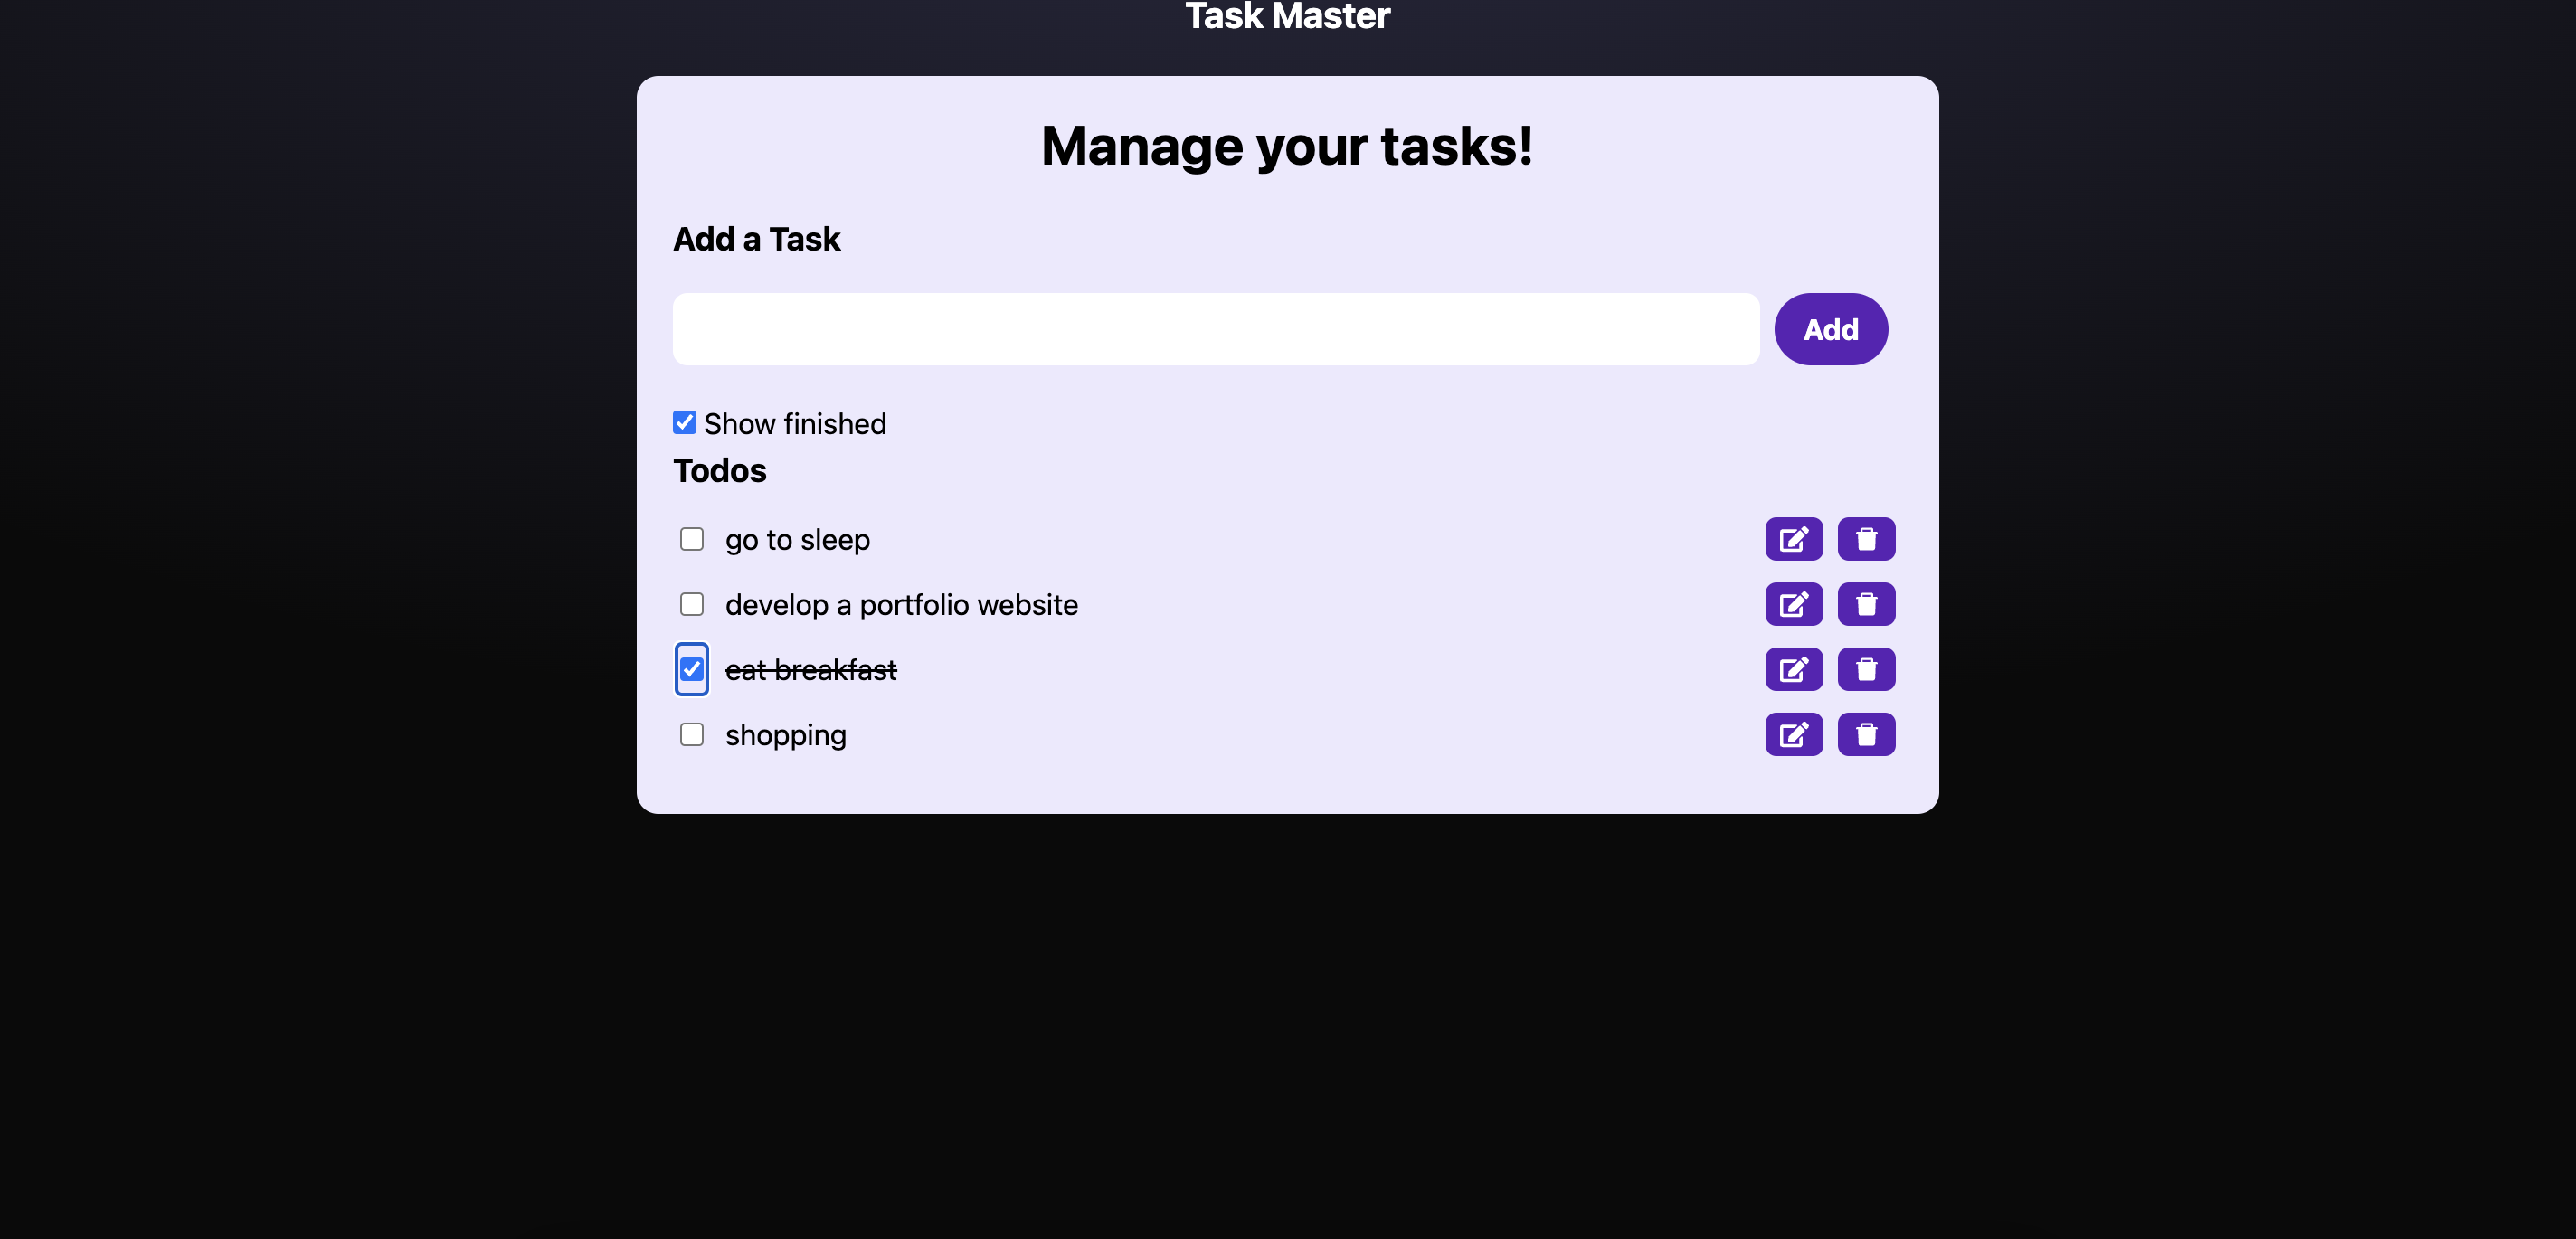 Task Master
Manage your tasks!
Add a Task
Add
Show finished
Todos
go to sleep
develop a portfolio website
eat breakfast
shopping